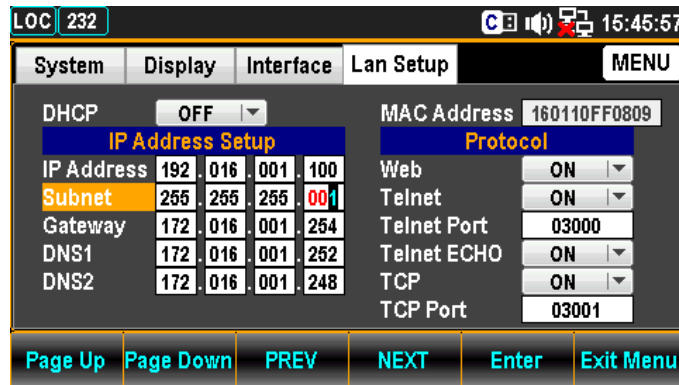 LOC 232 C 15:45:57
System Display Interface Lan Setup MENU
DHCP OFF MAC Address 160110FF0809
IP Address Setup Protocol
IP Address 192.016.001.100 Web ON
Subnet 255.255.255.001 Telnet ON
Gateway 172.016.001.254 Telnet Port 03000
DNS1 172.016.001.252 Telnet ECHO ON
DNS2 172.016.001.248 TCP ON
TCP Port 03001
Page Up Page Down PREV NEXT Enter Exit Menu